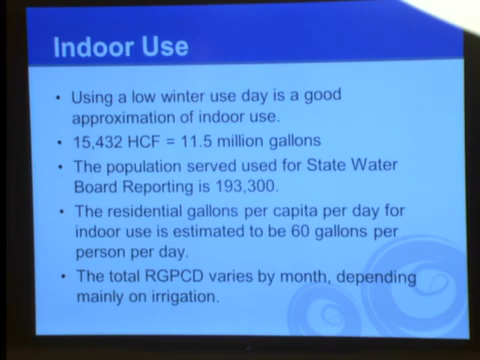 Indoor Use
• Using a low winter use day is a good
approximation of indoor use.
• 15,432 HCF = 11.5 million gallons
• The population served used for State Water
Board Reporting is 193,300.
• The residential gallons per capita per day for
indoor use is estimated to be 60 gallons per
person per day.
• The total RGPCD varies by month, depending
mainly on irrigation.